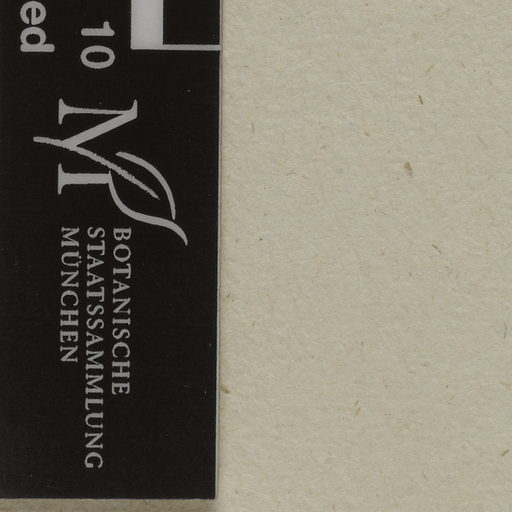 10
ed
BOTANISCHE
STAATSSAMMLUNG
MÜNCHEN